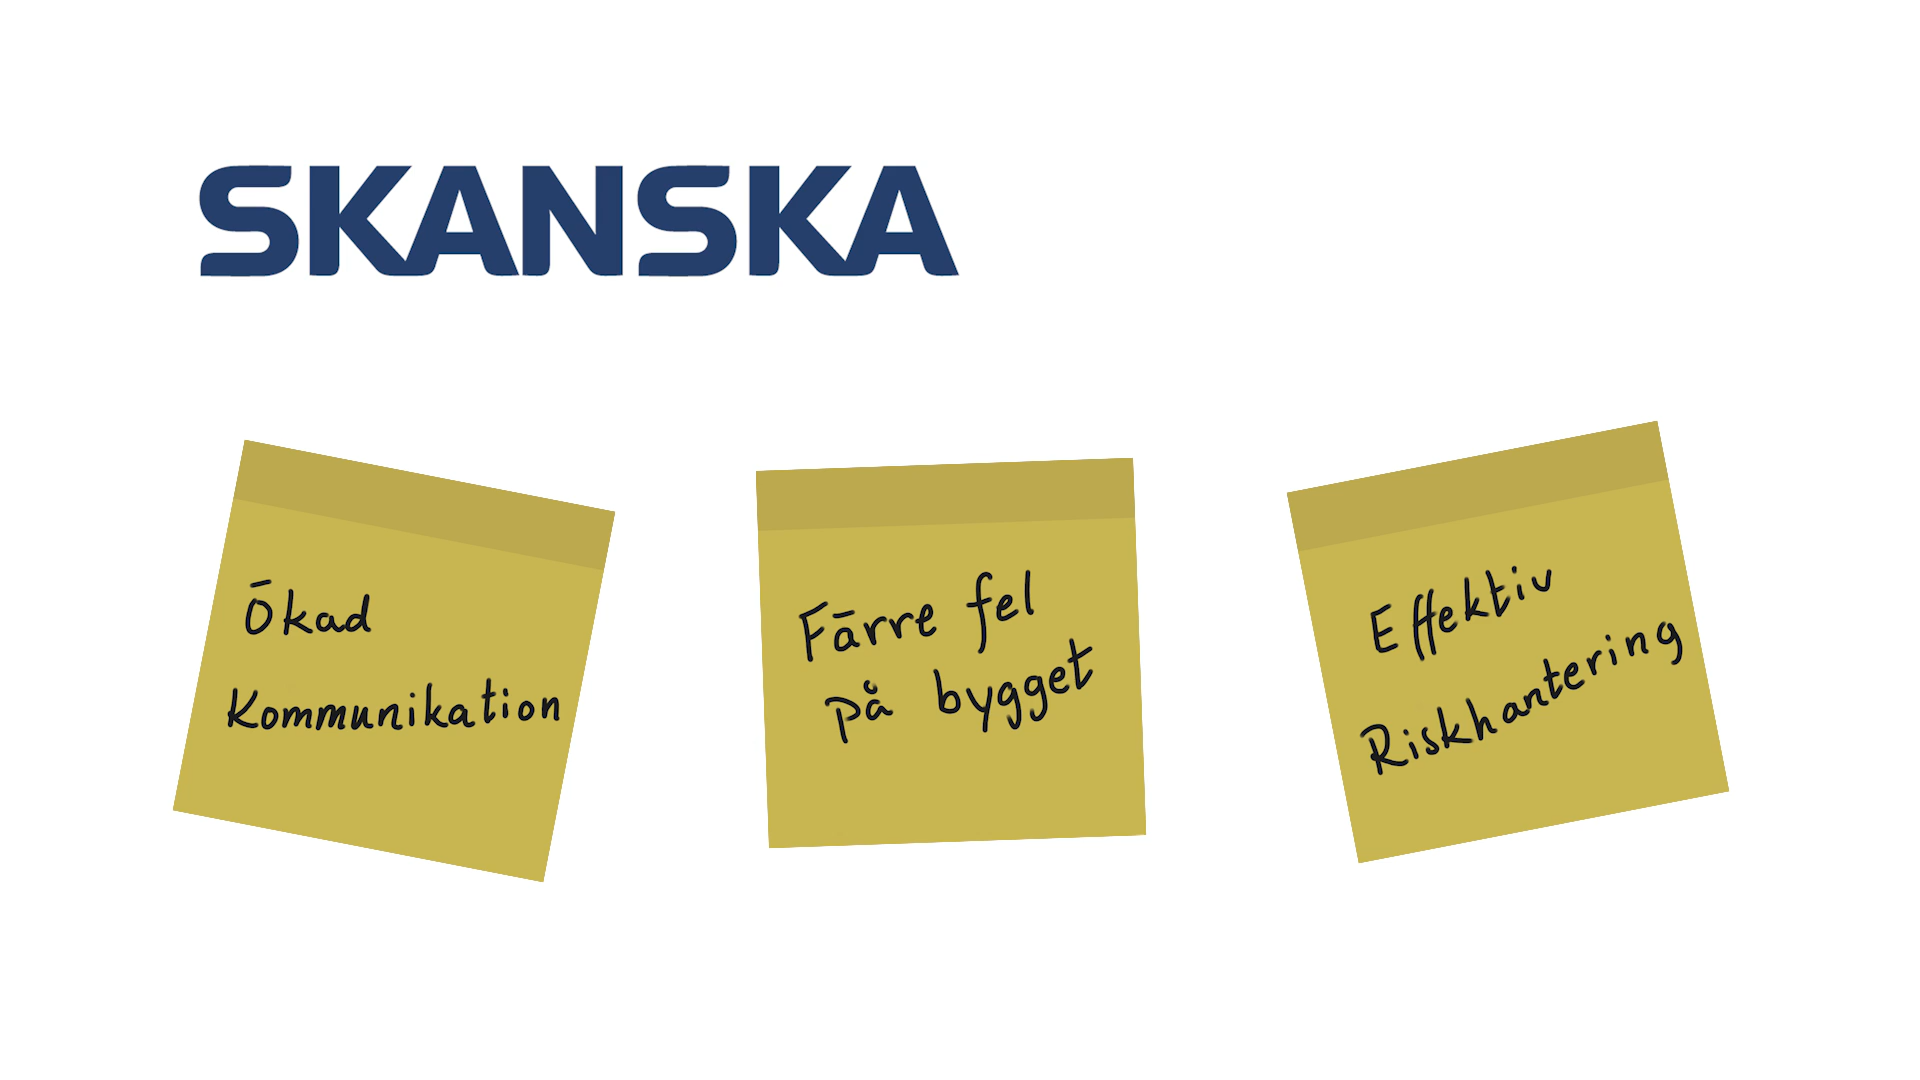 SKANSKA
Ökad
Kommunikation
Färre fel
på bygget
Effektiv
Riskhantering